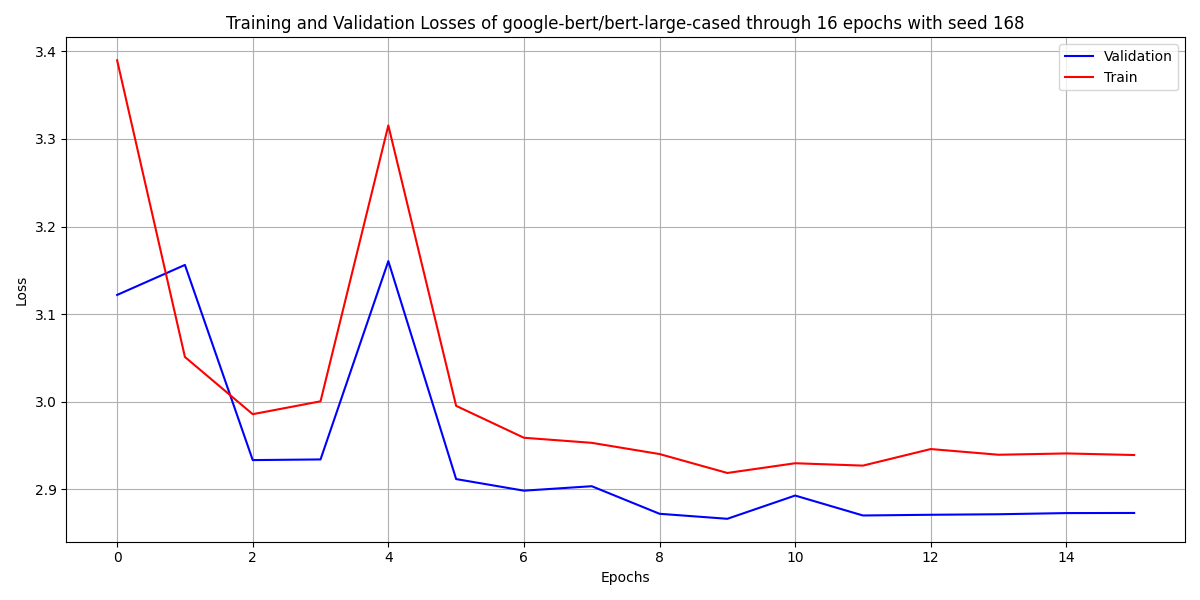 Training and Validation Losses of google-bert/bert-large-cased through 16 epochs with seed 168
Validation
Train
3.4
3.3
3.2
3.1
3.0
2.9
Loss
0 2 4 6 8 10 12 14
Epochs